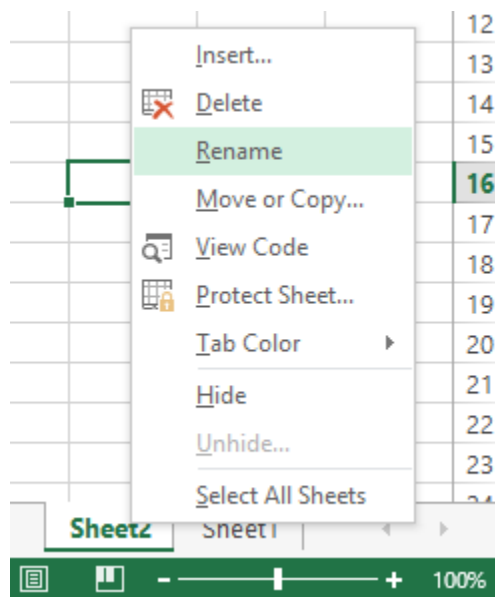 12
Insert...
13
Delete
14
Rename
15
16
Move or Copy...
17
View Code
18
Protect Sheet...
19
Tab Color
20
Hide
21
Unhide...
22
23
Select All Sheets
24
Sheet2 Sheet1
100%